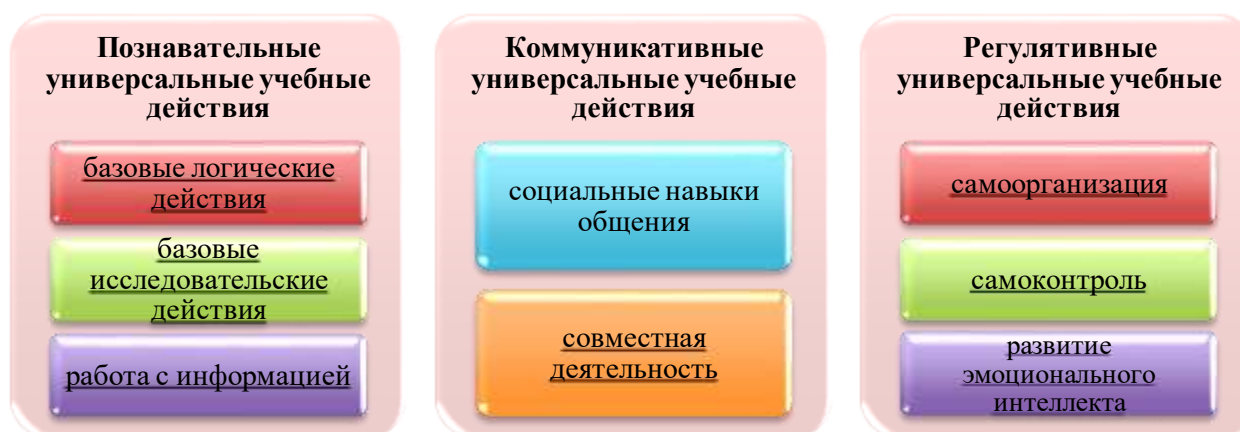 Познавательные
универсальные учебные
действия
базовые логические
действия
базовые
исследовательские
действия
работа с информацией
Коммуникативные
универсальные учебные
действия
социальные навыки
общения
совместная
деятельность
Регулятивные
универсальные учебные
действия
самоорганизация
самоконтроль
развитие
эмоционального
интеллекта